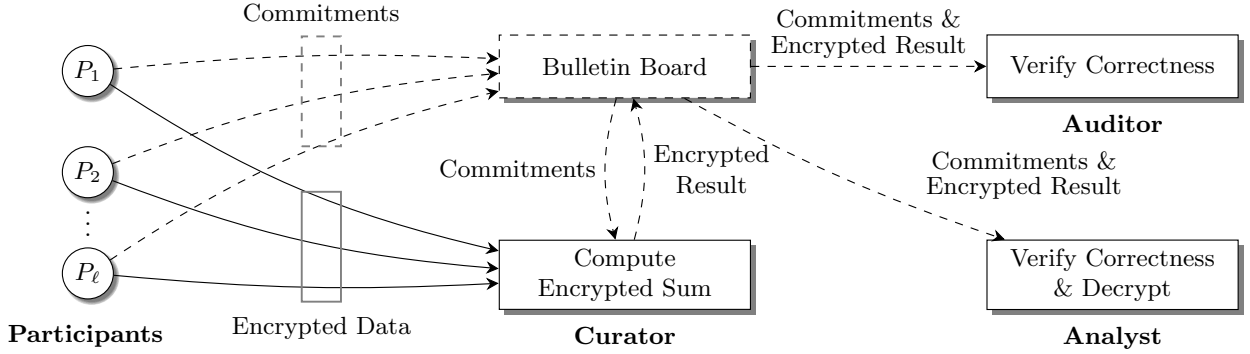 Commitments
P₁
P₂
⋮
Pℓ
Participants
Encrypted Data
Bulletin Board
Commitments
Encrypted
Result
Compute
Encrypted Sum
Curator
Commitments &
Encrypted Result
Verify Correctness
Auditor
Commitments &
Encrypted Result
Verify Correctness
& Decrypt
Analyst